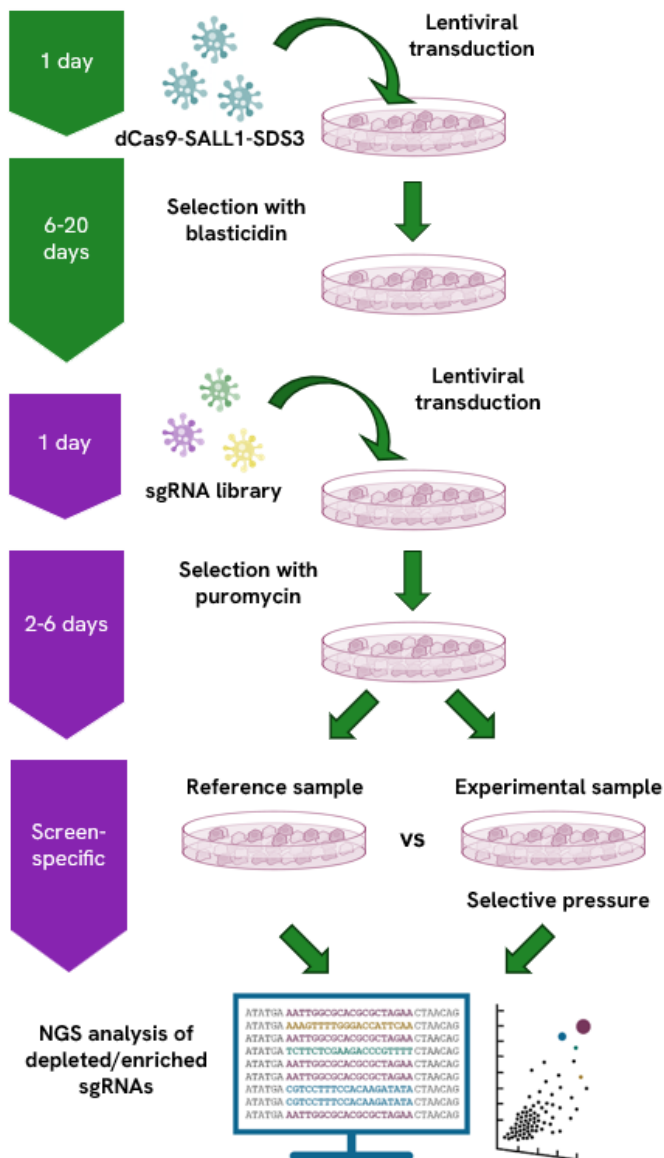 1 day
Lentiviral
transduction
dCas9-SALL1-SDS3
6-20
days
Selection with
blasticidin
1 day
Lentiviral
transduction
sgRNA library
2-6 days
Selection with
puromycin
Screen-
specific
Reference sample
vs
Experimental sample
Selective pressure
NGS analysis of
depleted/enriched
sgRNAs
ATATGA AATTGGCGCACGCGCTAGAA CTAACAG
ATATGA AAAGTTTTGGGACCATTCAA CTAACAG
ATATGA AATTGGCGCACGCGCTAGAA CTAACAG
ATATGA TCTTCTCGAAGACCCGTTTT CTAACAG
ATATGA AATTGGCGCACGCGCTAGAA CTAACAG
ATATGA AATTGGCGCACGCGCTAGAA CTAACAG
ATATGA CGTCCTTTCCACAAGATATA CTAACAG
ATATGA CGTCCTTTCCACAAGATATA CTAACAG
ATATGA AATTGGCGCACGCGCTAGAA CTAACAG